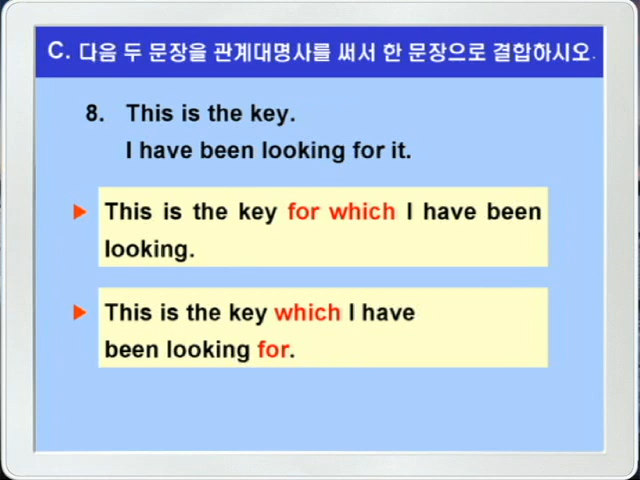 C. 다음 두 문장을 관계대명사를 써서 한 문장으로 결합하시오.
8. This is the key.
I have been looking for it.
This is the key for which I have been
looking.
This is the key which I have
been looking for.